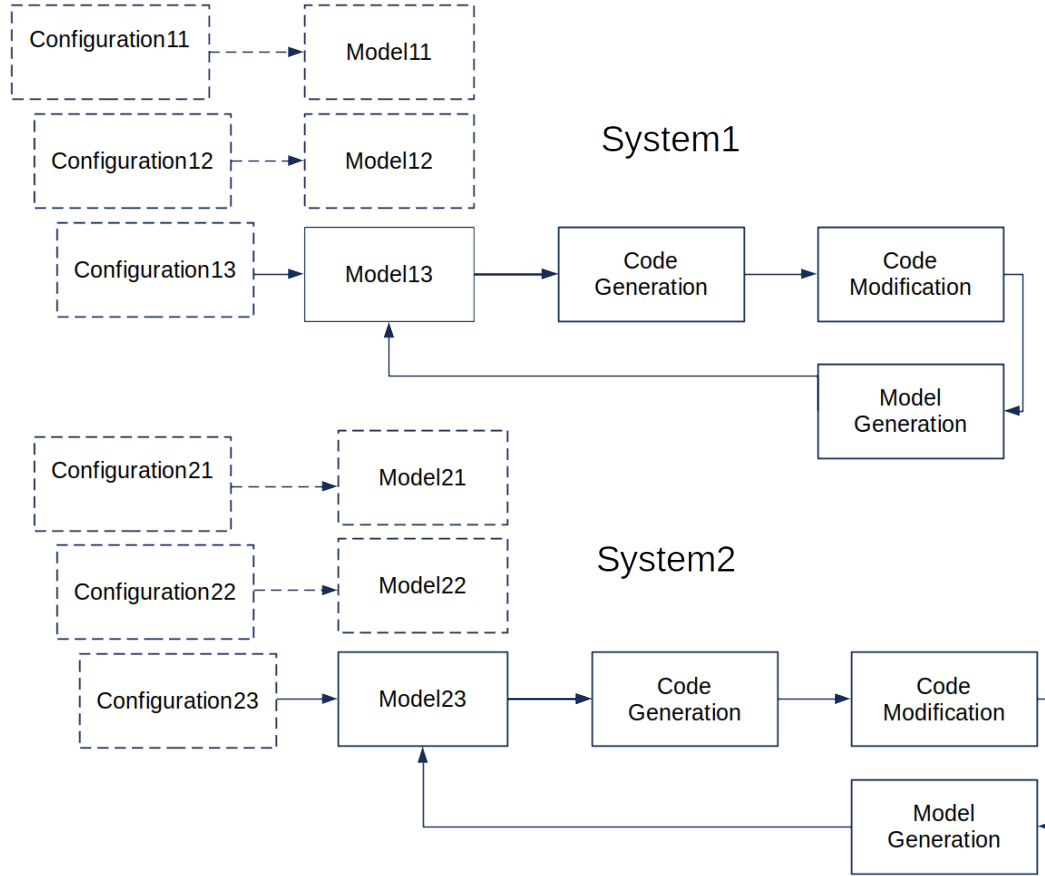 Configuration11
Model11
Configuration12
Model12
System1
Configuration13
Model13
Code
Generation
Code
Modification
Model
Generation
Configuration21
Model21
System2
Configuration22
Model22
Configuration23
Model23
Code
Generation
Code
Modification
Model
Generation